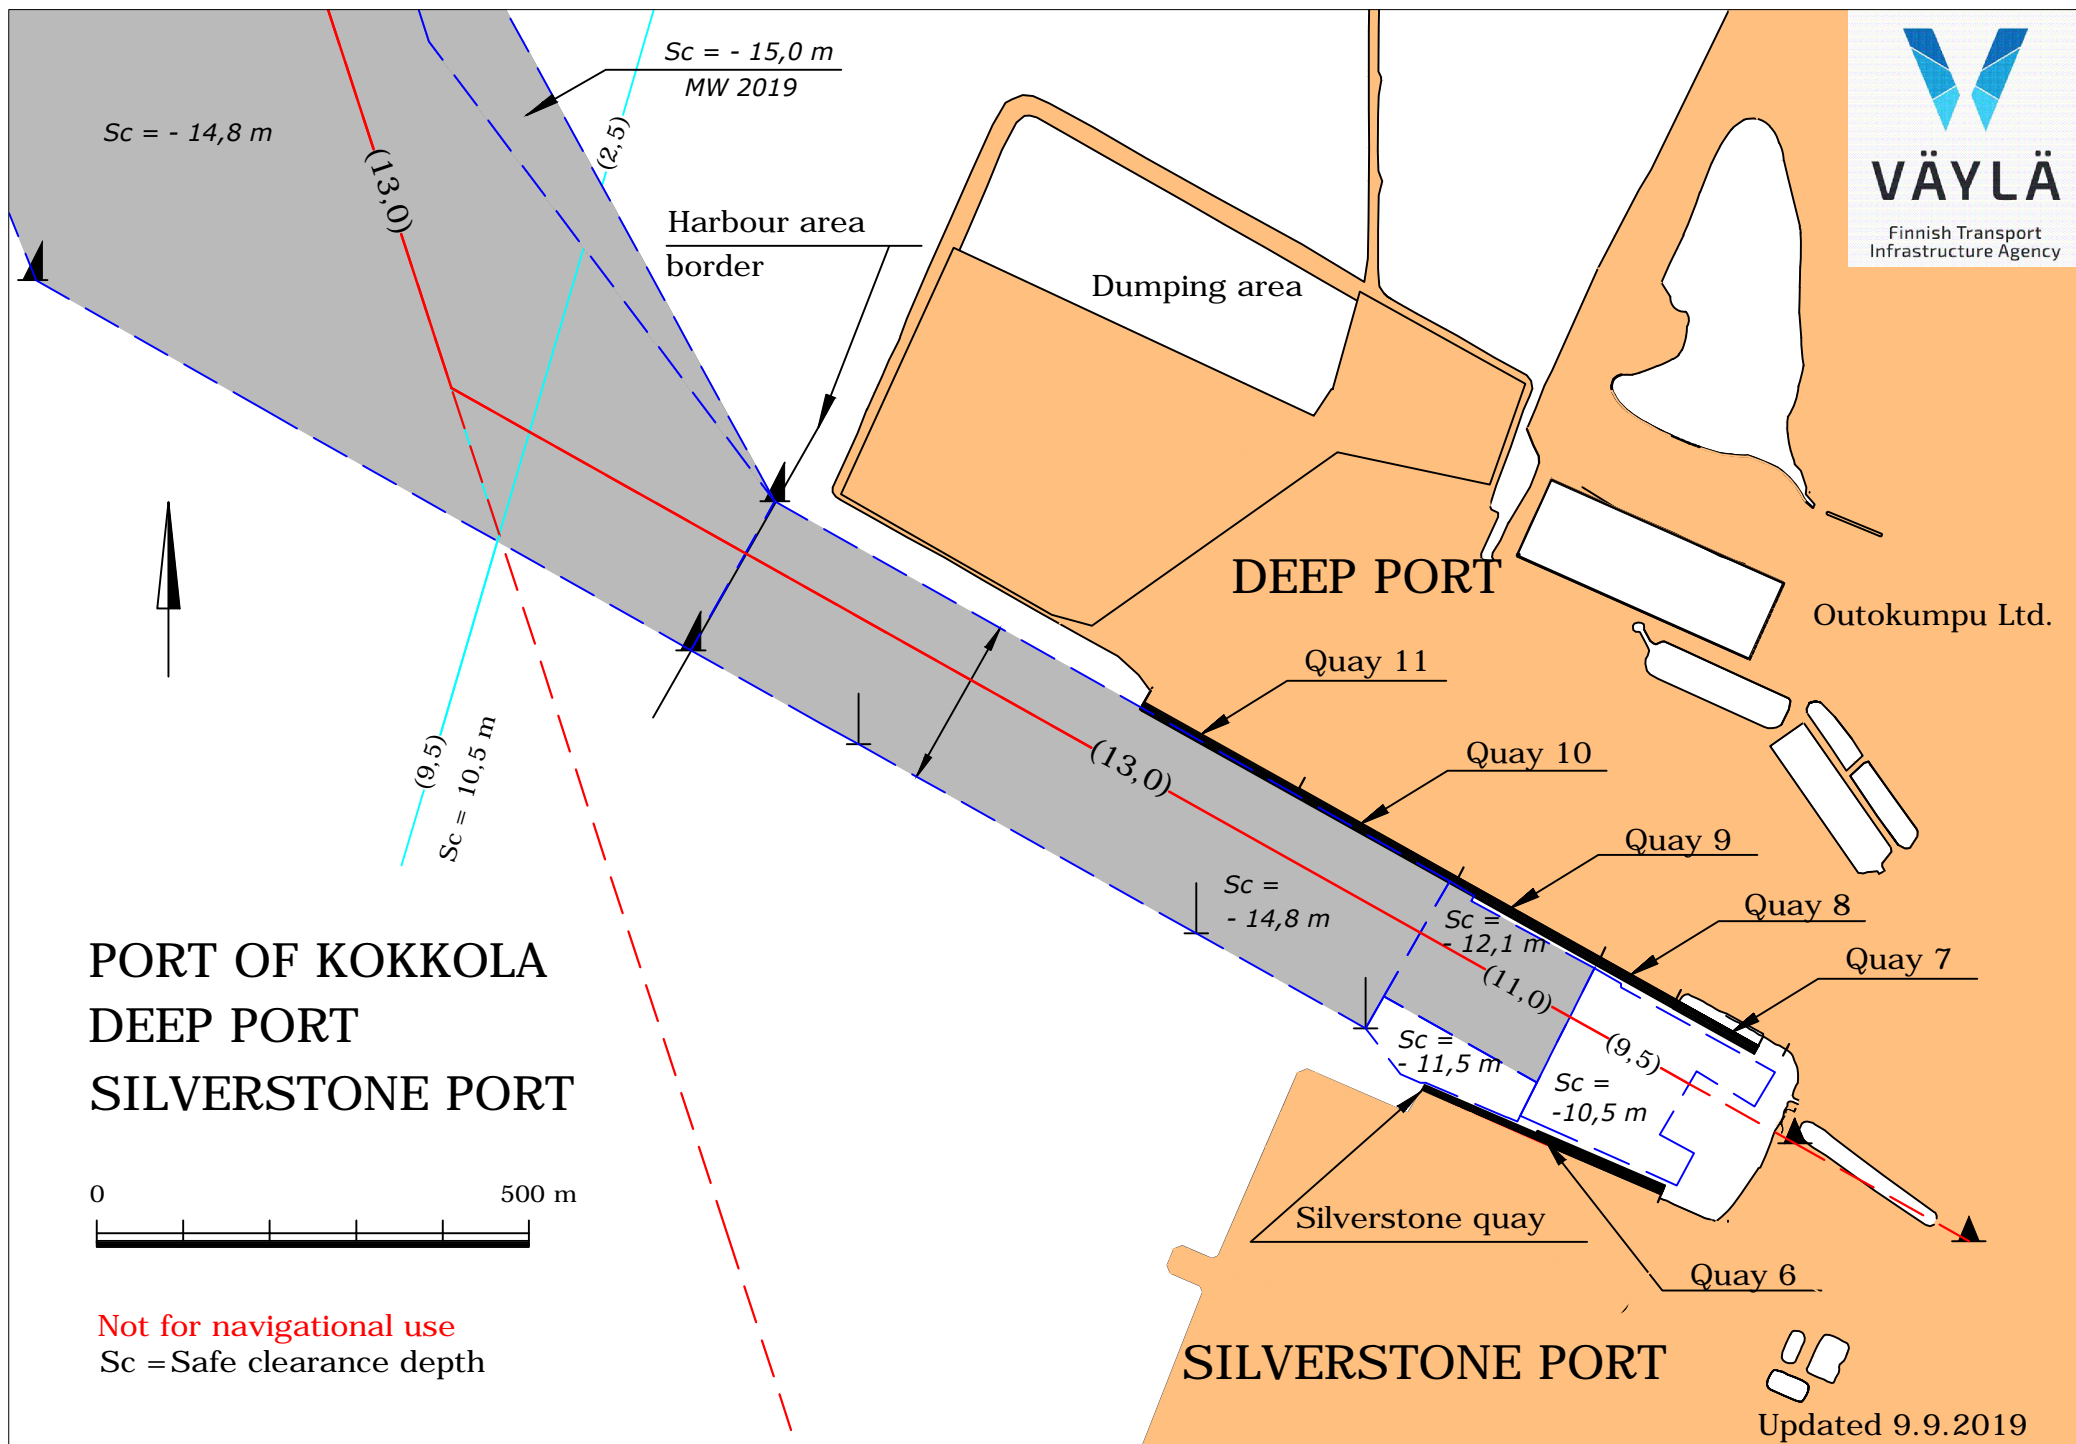 Sc = - 15,0 m
MW 2019
Sc = - 14,8 m
(13,0)
(2,5)
Harbour area
border
Dumping area
VÄYLÄ
Finnish Transport
Infrastructure Agency
DEEP PORT
Outokumpu Ltd.
Quay 11
Quay 10
Quay 9
Quay 8
Quay 7
(9,5)
Sc = 10,5 m
(13,0)
Sc =
- 14,8 m
Sc =
- 12,1 m
(11,0)
Sc =
- 11,5 m
(9,5)
Sc =
-10,5 m
PORT OF KOKKOLA
DEEP PORT
SILVERSTONE PORT
0
500 m
Silverstone quay
Quay 6
Not for navigational use
Sc = Safe clearance depth
SILVERSTONE PORT
Updated 9.9.2019